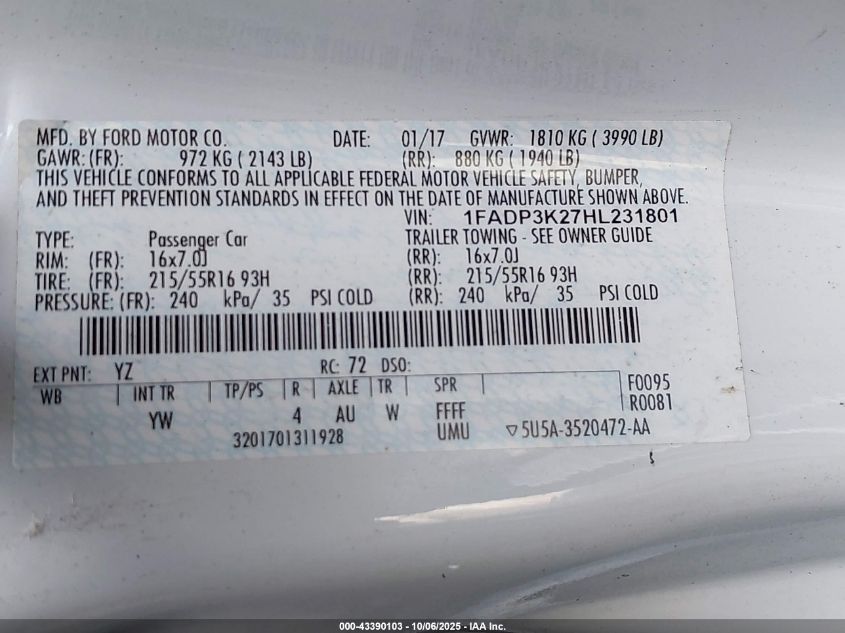 MFD. BY FORD MOTOR CO. DATE: 01/17 GVWR: 1810 KG ( 3990 LB)
GAWR: (FR): 972 KG ( 2143 LB) (RR): 880 KG ( 1940 LB)
THIS VEHICLE CONFORMS TO ALL APPLICABLE FEDERAL MOTOR VEHICLE SAFETY, BUMPER,
AND THEFT PREVENTION STANDARDS IN EFFECT ON THE DATE OF MANUFACTURE SHOWN ABOVE.
VIN: 1FADP3K27HL231801
TYPE: Passenger Car TRAILER TOWING - SEE OWNER GUIDE
RIM: (FR): 16x7.0J (RR): 16x7.0J
TIRE: (FR): 215/55R16 93H (RR): 215/55R16 93H
PRESSURE: (FR): 240 kPa/ 35 PSI COLD (RR): 240 kPa/ 35 PSI COLD
EXT PNT: YZ RC: 72 DSO:
WB INT TR TP/PS R AXLE TR SPR F0095
R0081
YW 4 AU W FFFF
3201701311928 UMU ▽5U5A-3520472-AA
000-43390103 - 10/06/2025 - IAA Inc.